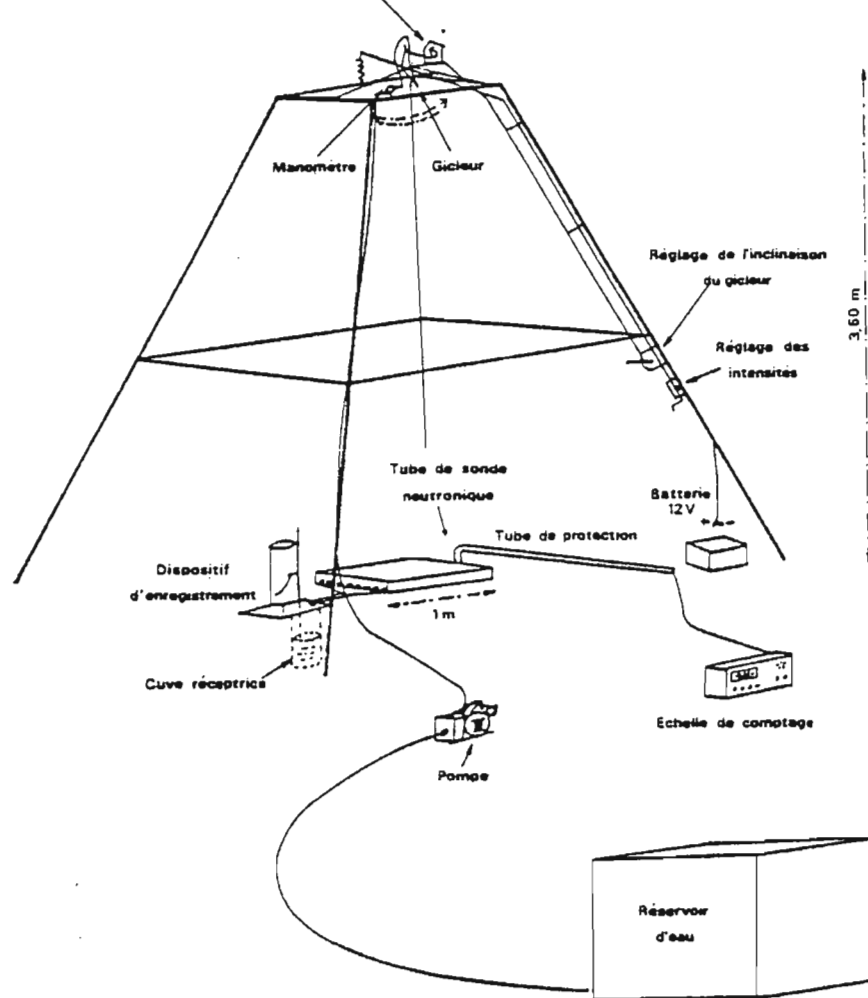 Manomètre
Gicleur
Réglage de l'inclinaison
du gicleur
3,60 m
Réglage des
intensités
Tube de sonde
neutronique
Batterie
12 V
Tube de protection
Dispositif
d'enregistrement
1 m
Cuve réceptrice
Echelle de comptage
Pompe
Réservoir
d'eau